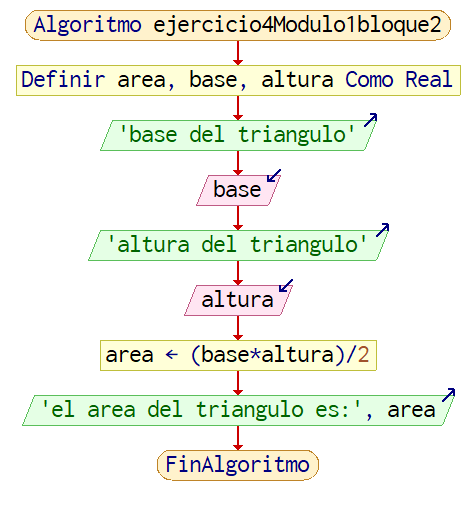 Algoritmo ejercicio4Modulo1bloque2
Definir area, base, altura Como Real
'base del triangulo'
base
'altura del triangulo'
altura
area ← (base*altura)/2
'el area del triangulo es:', area
FinAlgoritmo